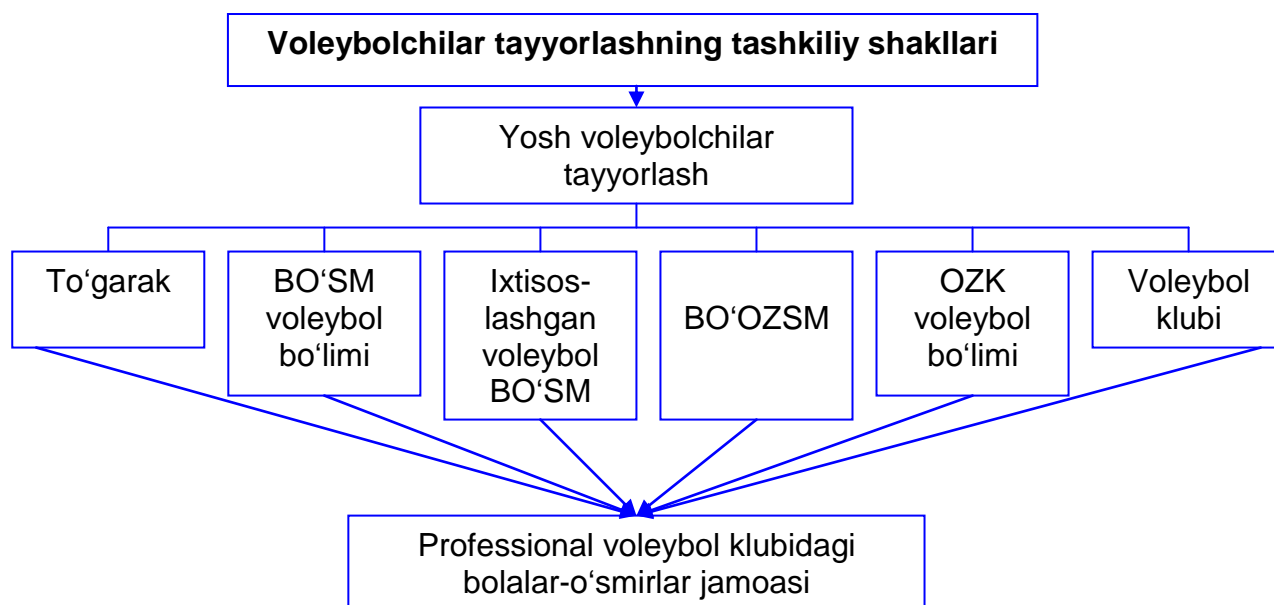 Voleybolchilar tayyorlashning tashkiliy shakllari
Yosh voleybolchilar
tayyorlash
To‘garak
BO‘SM
voleybol
bo‘limi
Ixtisos-
lashgan
voleybol
BO‘SM
BO‘OZSM
OZK
voleybol
bo‘limi
Voleybol
klubi
Professional voleybol klubidagi
bolalar-o‘smirlar jamoasi